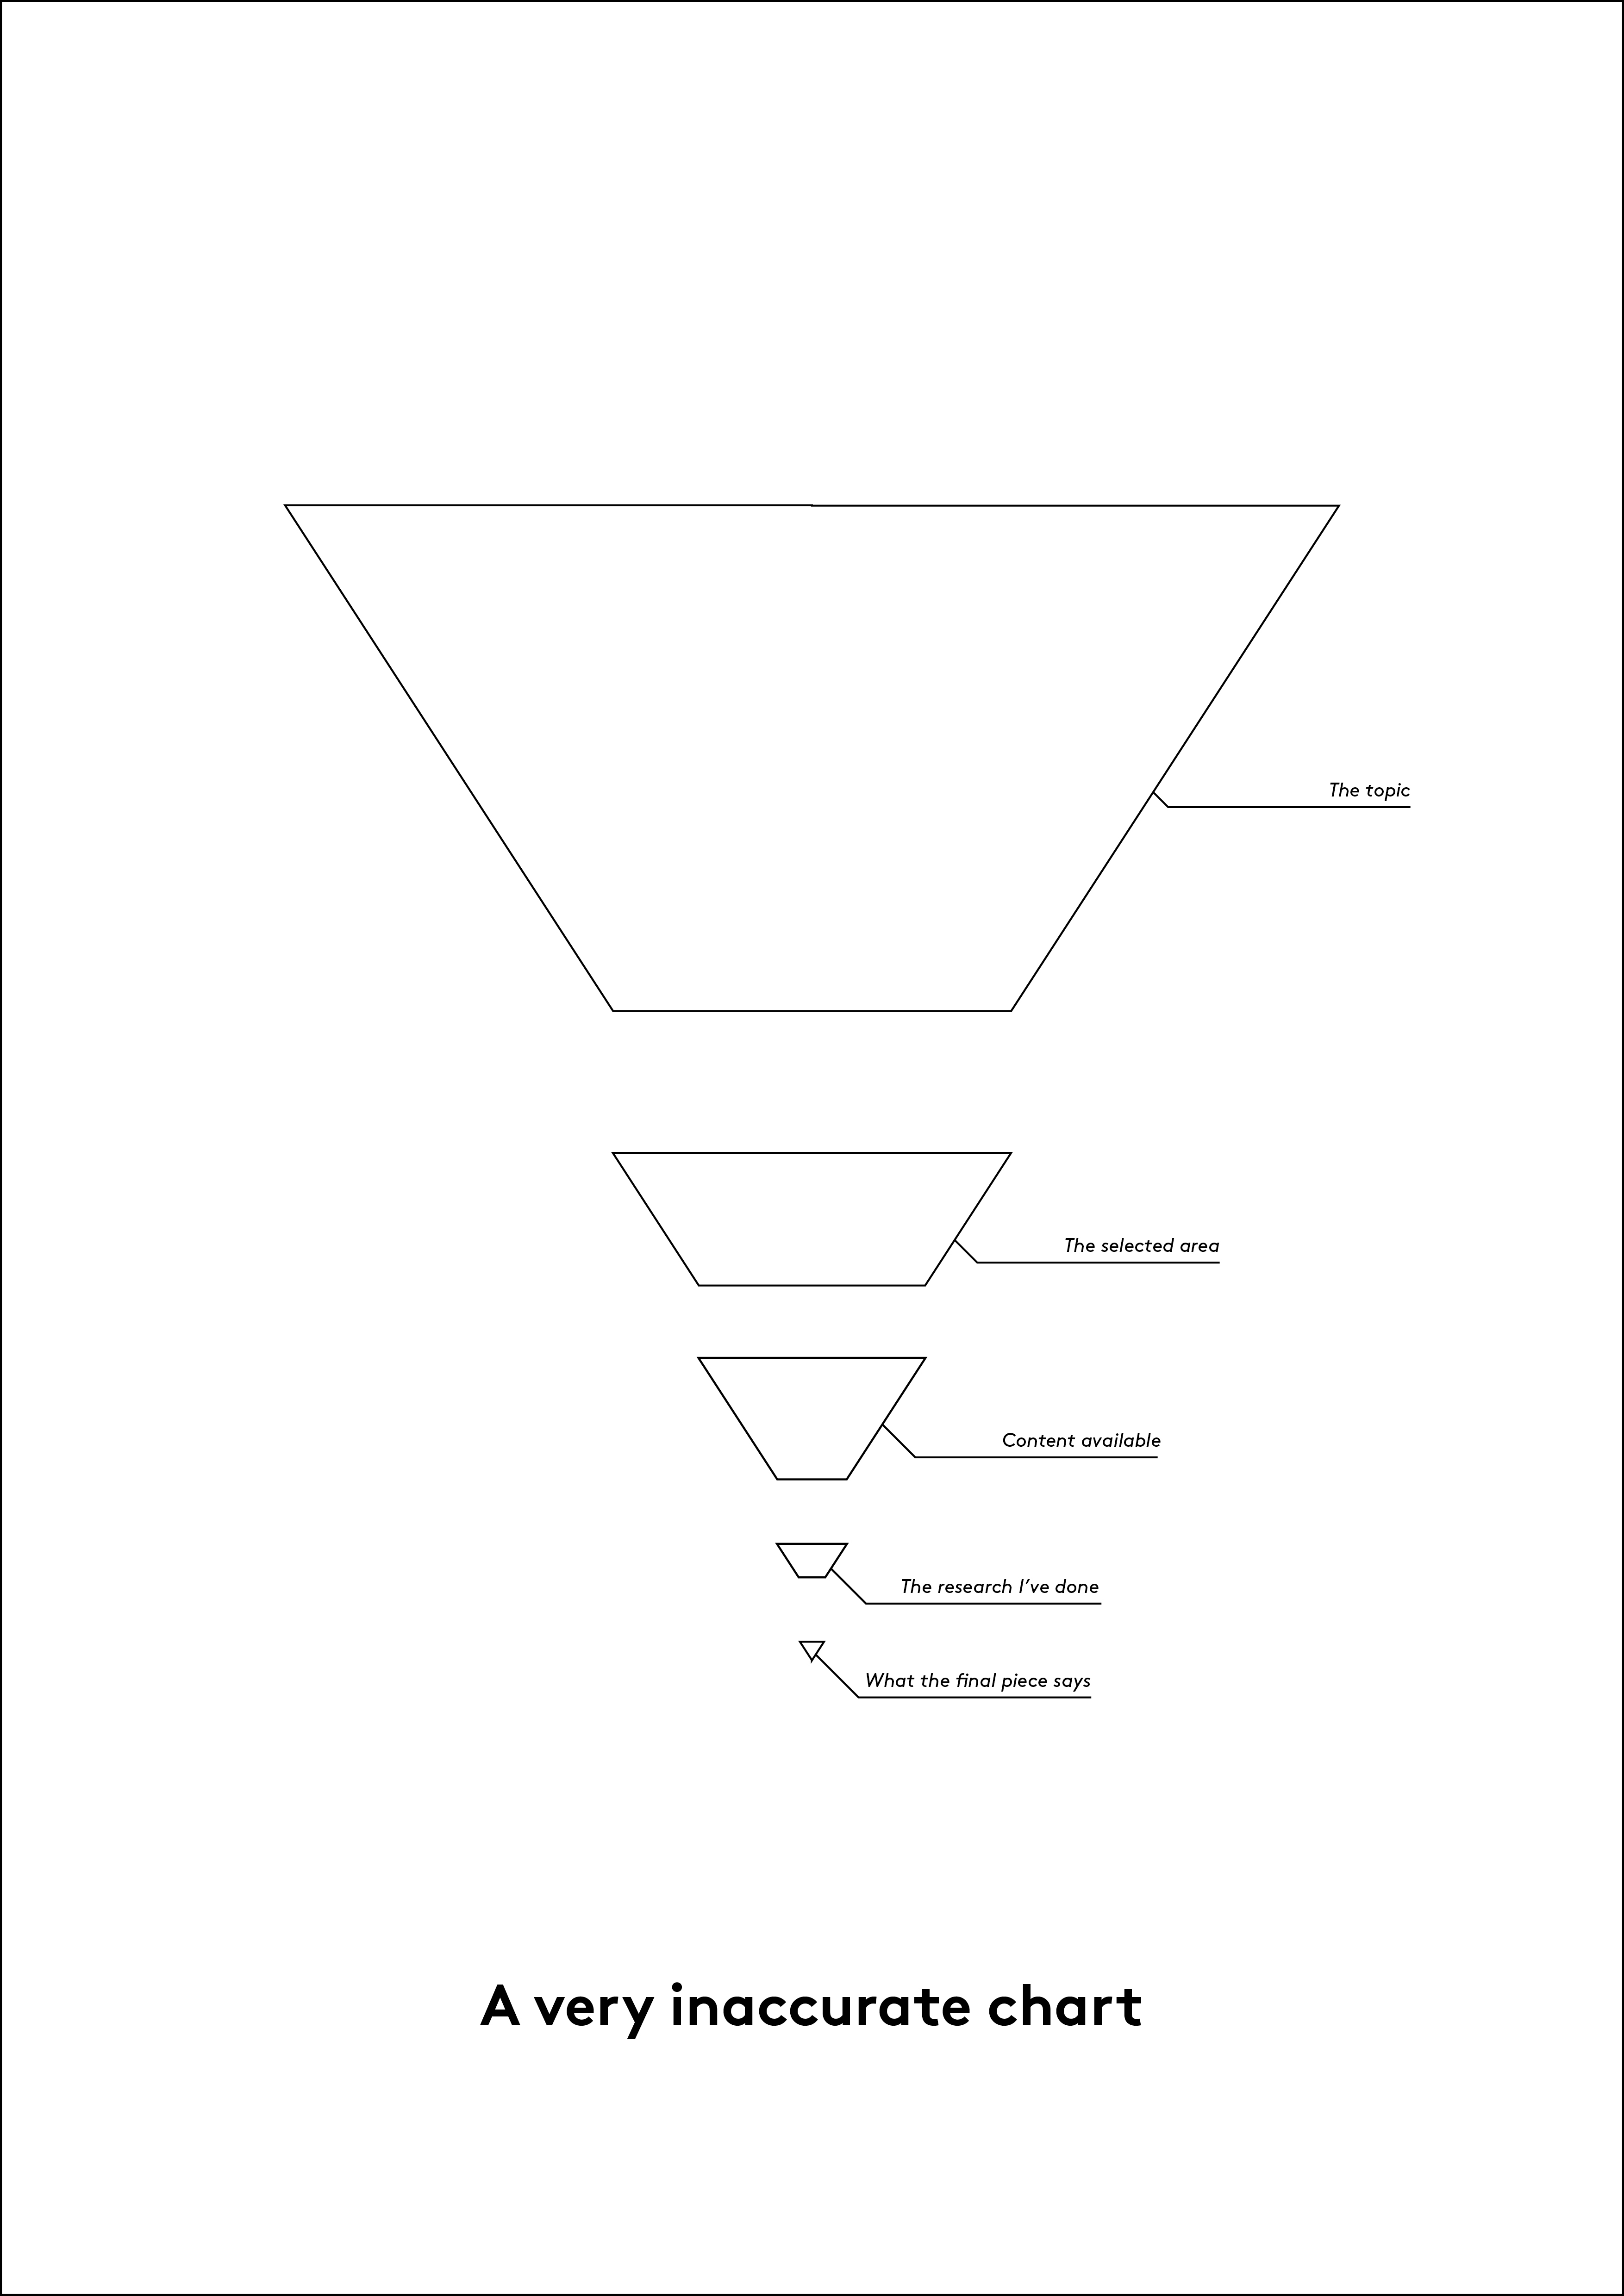 The topic
The selected area
Content available
The research I’ve done
What the final piece says
A very inaccurate chart